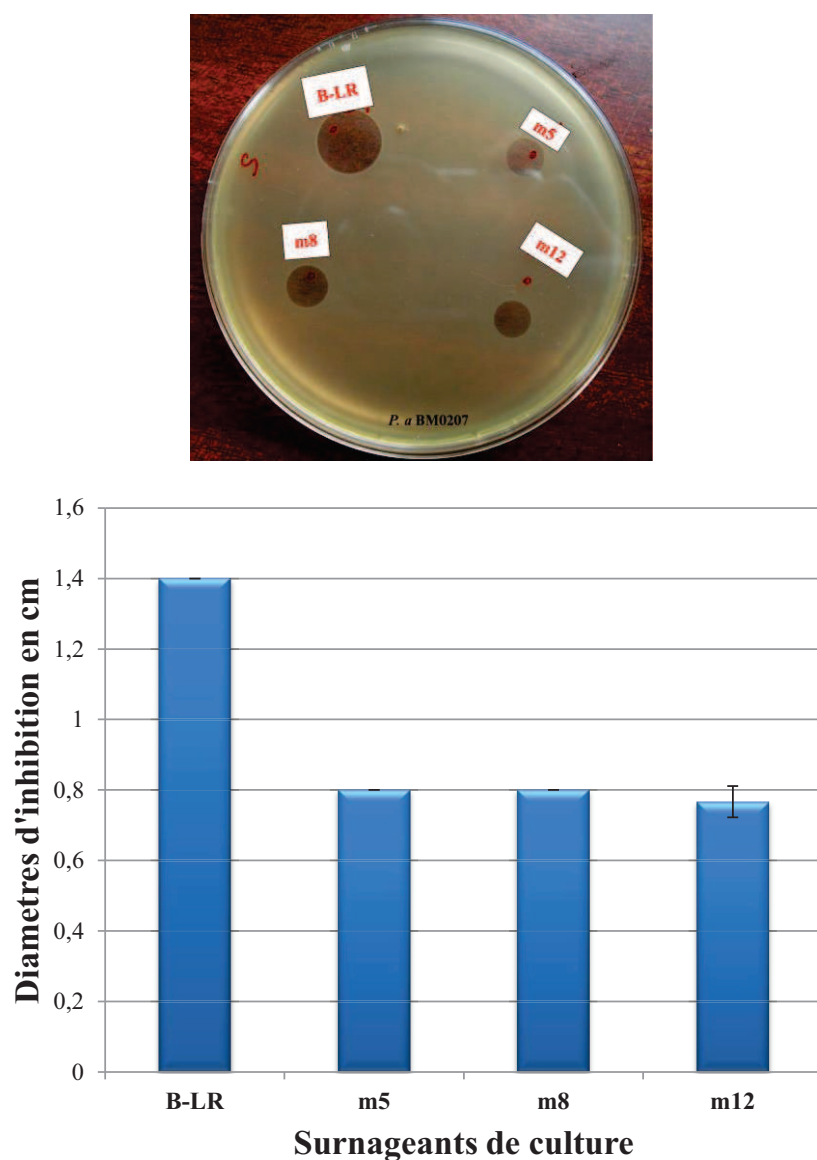 B-LR
m5
m8
m12
P. a BM0207
1,6
1,4
1,2
1
0,8
0,6
0,4
0,2
0
Diametres d'inhibition en cm
B-LR m5 m8 m12
Surnageants de culture